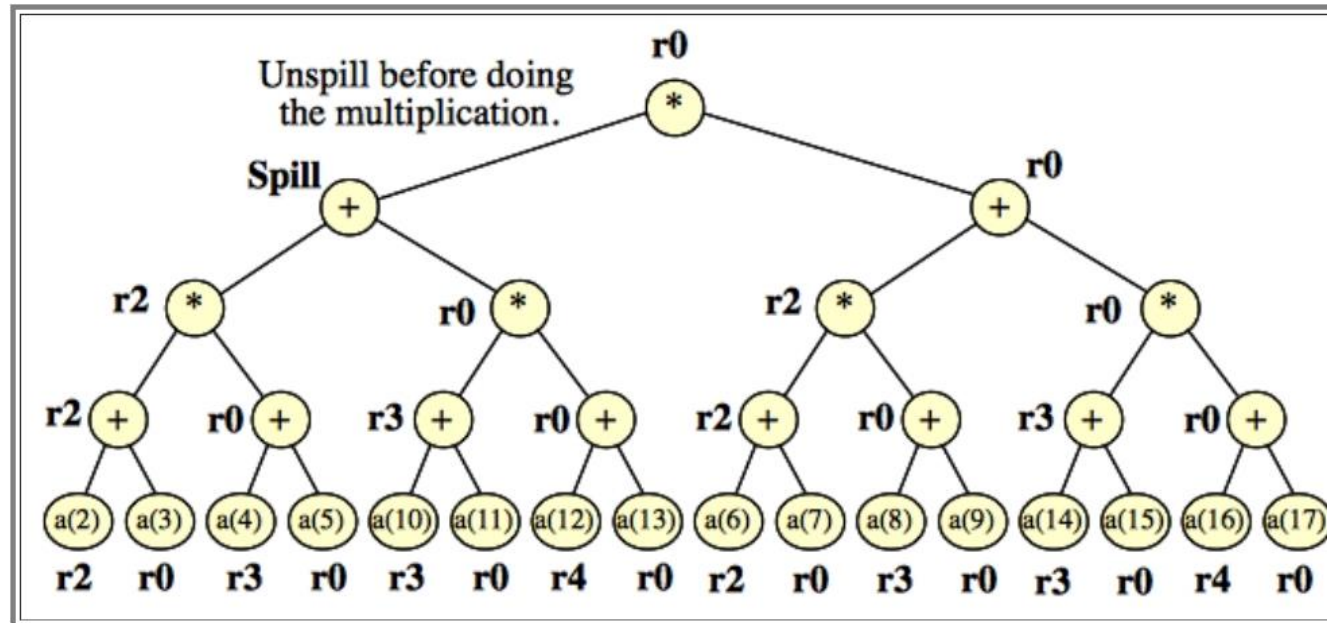 r0
Unspill before doing
the multiplication.
*
Spill
+
r0
+
r2 * r0 * r2 * r0 *
r2 + r0 + r3 + r0 + r2 + r0 + r3 + r0 +
a(2) a(3) a(4) a(5) a(10) a(11) a(12) a(13) a(6) a(7) a(8) a(9) a(14) a(15) a(16) a(17)
r2 r0 r3 r0 r3 r0 r4 r0 r2 r0 r3 r0 r3 r0 r4 r0